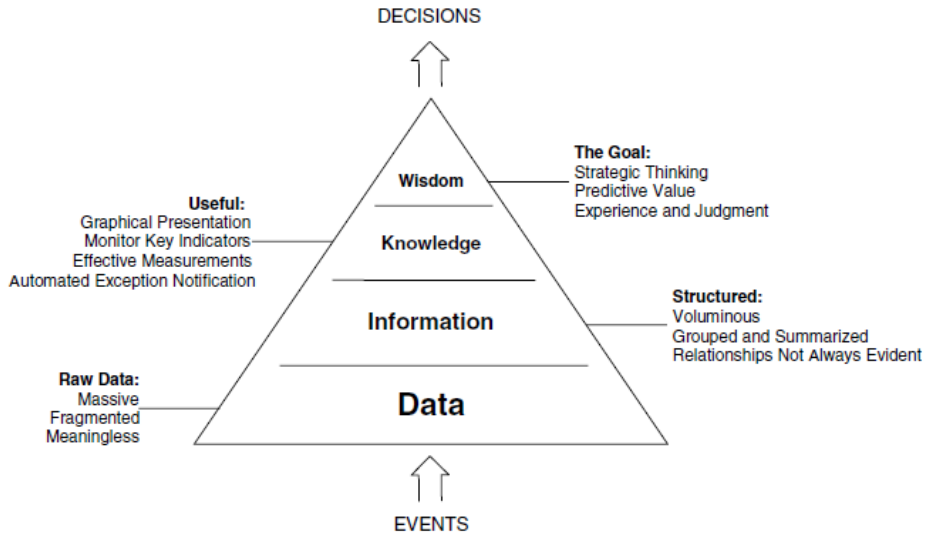 DECISIONS
The Goal:
Strategic Thinking
Predictive Value
Experience and Judgment
Wisdom
Useful:
Graphical Presentation
Monitor Key Indicators
Effective Measurements
Automated Exception Notification
Knowledge
Structured:
Voluminous
Grouped and Summarized
Relationships Not Always Evident
Information
Raw Data:
Massive
Fragmented
Meaningless
Data
EVENTS